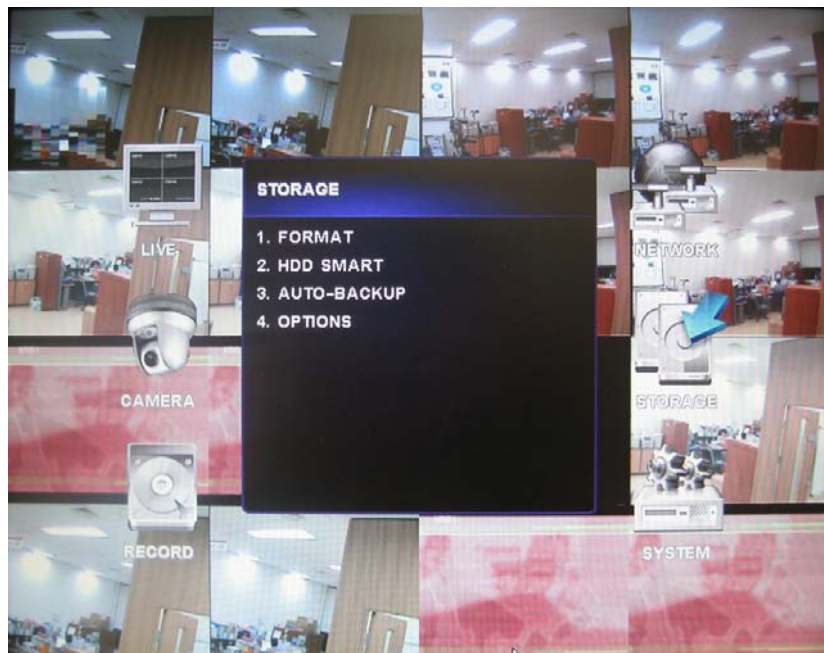 STORAGE
1. FORMAT
2. HDD SMART
3. AUTO-BACKUP
4. OPTIONS
LIVE
CAMERA
RECORD
NETWORK
STORAGE
SYSTEM